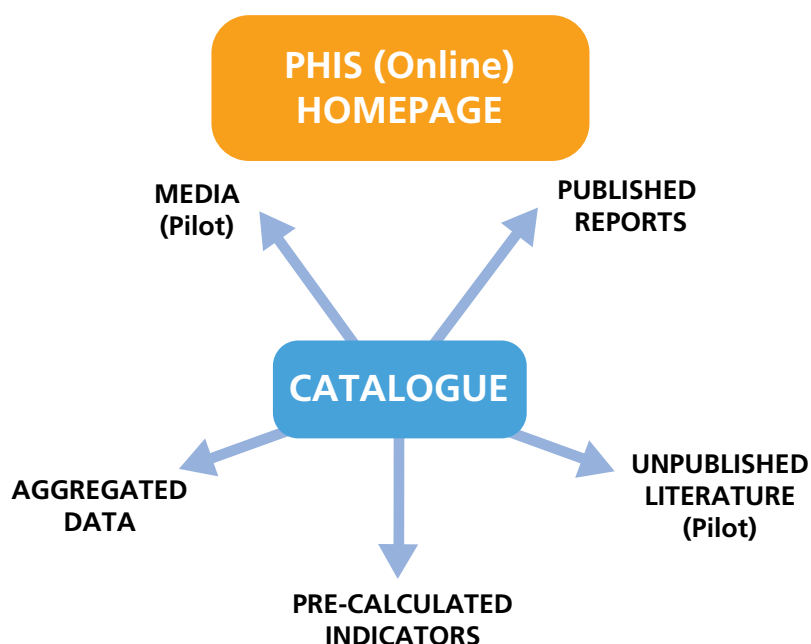 PHIS (Online)
HOMEPAGE
MEDIA
(Pilot)
PUBLISHED
REPORTS
CATALOGUE
AGGREGATED
DATA
UNPUBLISHED
LITERATURE
(Pilot)
PRE-CALCULATED
INDICATORS